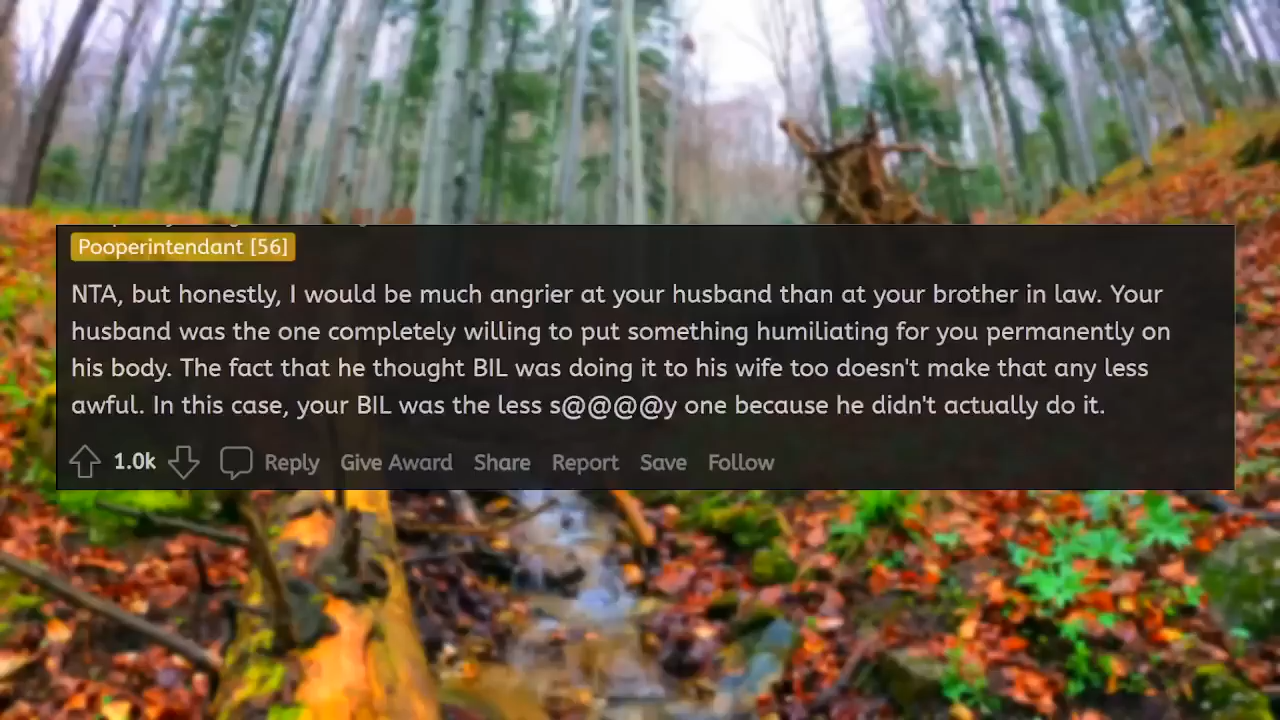 Pooperintendant [56]
NTA, but honestly, I would be much angrier at your husband than at your brother in law. Your
husband was the one completely willing to put something humiliating for you permanently on
his body. The fact that he thought BIL was doing it to his wife too doesn't make that any less
awful. In this case, your BIL was the less s@@@@y one because he didn't actually do it.
1.0k Reply Give Award Share Report Save Follow